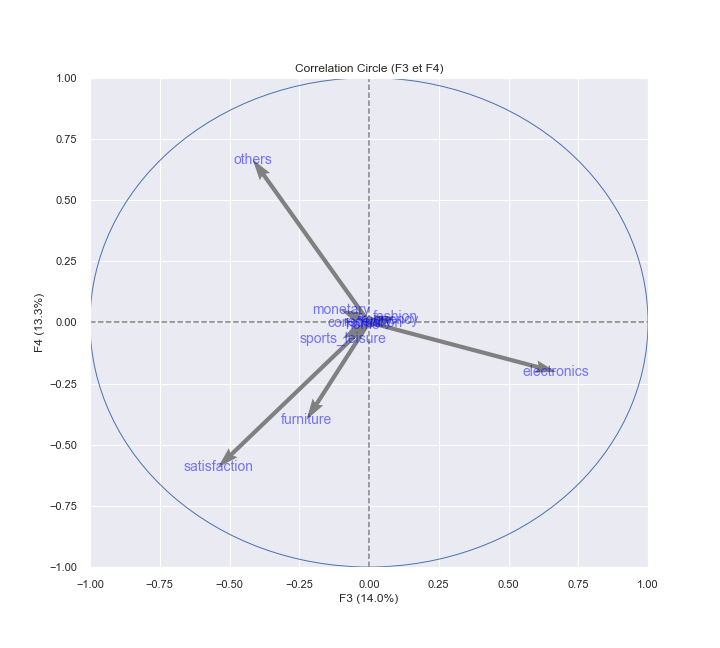 Correlation Circle (F3 et F4)
1.00
0.75
0.50
0.25
0.00
−0.25
−0.50
−0.75
−1.00
F4 (13.3%)
others
monetary
fashion
sports_leisure
electronics
furniture
satisfaction
−1.00 −0.75 −0.50 −0.25 0.00 0.25 0.50 0.75 1.00
F3 (14.0%)